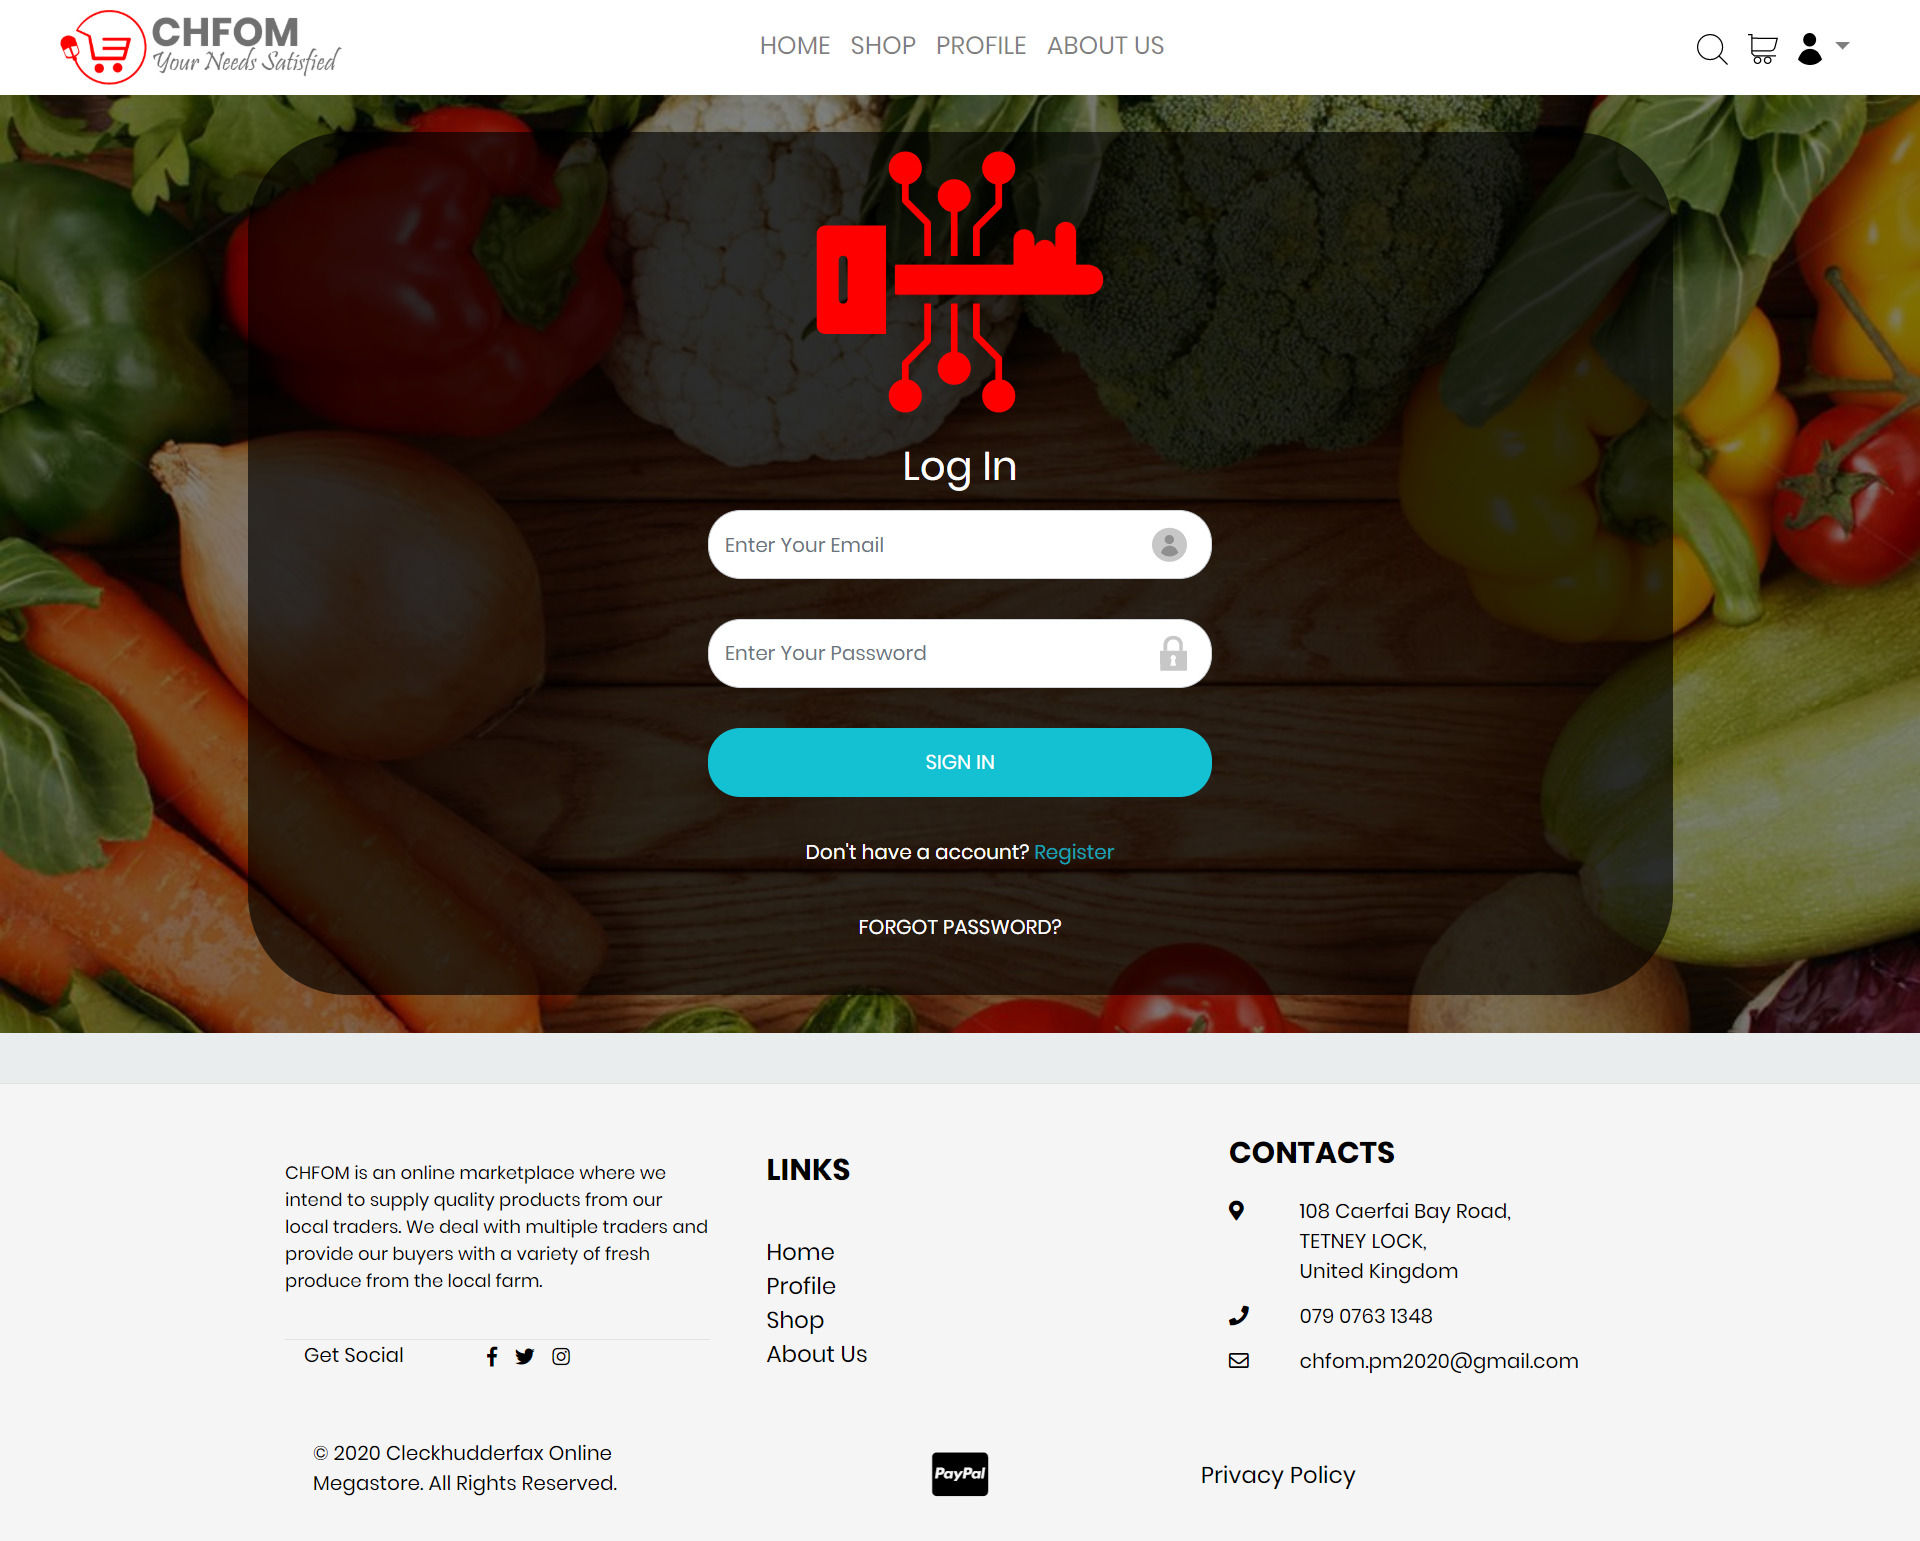 CHFOM
Your Needs Satisfied
HOME SHOP PROFILE ABOUT US
Log In
Enter Your Email
Enter Your Password
SIGN IN
Don't have a account? Register
FORGOT PASSWORD?
CHFOM is an online marketplace where we
intend to supply quality products from our
local traders. We deal with multiple traders and
provide our buyers with a variety of fresh
produce from the local farm.
Get Social
LINKS
Home
Profile
Shop
About Us
CONTACTS
108 Caerfai Bay Road,
TETNEY LOCK,
United Kingdom
079 0763 1348
chfom.pm2020@gmail.com
© 2020 Cleckhudderfax Online
Megastore. All Rights Reserved.
PayPal
Privacy Policy